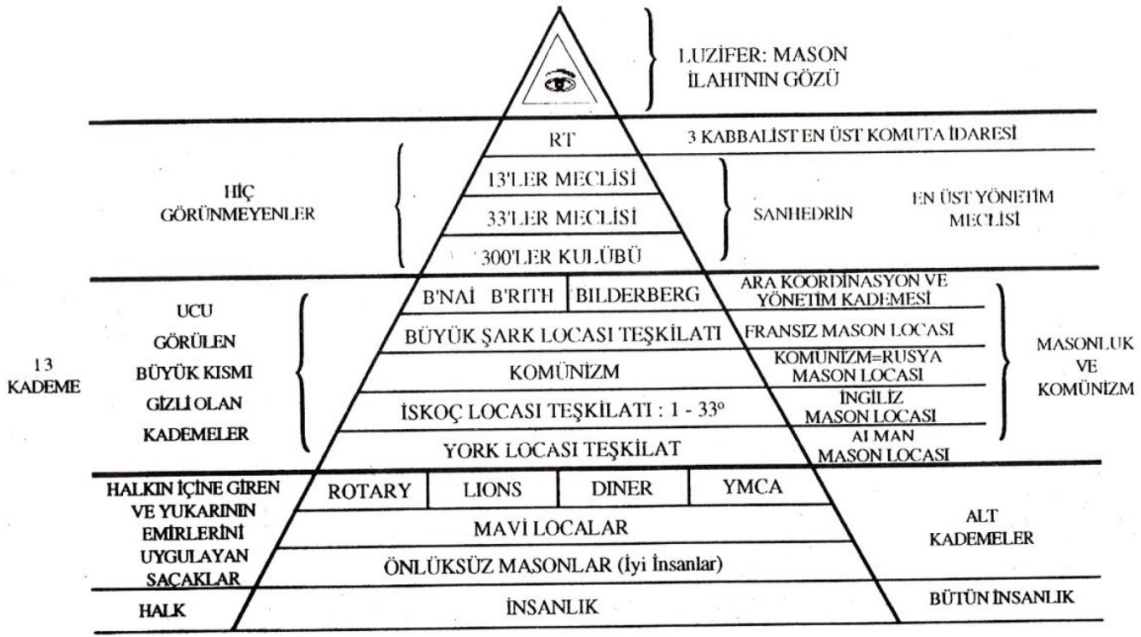 LUZİFER: MASON
İLAHI'NIN GÖZÜ
RT
3 KABBALIST EN ÜST KOMUTA İDARESİ
HİÇ
GÖRÜNMEYENLER
13'LER MECLİSİ
33'LER MECLİSİ
300'LER KULÜBÜ
SANHEDRİN
EN ÜST YÖNETİM
MECLİSİ
13
KADEME
UCU
GÖRÜLEN
BÜYÜK KISMI
GİZLİ OLAN
KADEMELER
B'NAİ B'RITH
BILDERBERG
ARA KOORDİNASYON VE
YÖNETİM KADEMESİ
BÜYÜK ŞARK LOCASI TEŞKİLATI
FRANSIZ MASON LOCASI
KOMÜNİZM
KOMÜNİZM=RUSYA
MASON LOCASI
İSKOÇ LOCASI TEŞKİLATI : 1 - 33º
İNGİLİZ
MASON LOCASI
YORK LOCASI TEŞKİLAT
ALMAN
MASON LOCASI
MASONLUK
VE
KOMÜNİZM
HALKIN İÇİNE GİREN
VE YUKARININ
EMİRLERİNİ
UYGULAYAN
SAÇAKLAR
ROTARY
LIONS
DINER
YMCA
MAVİ LOCALAR
ÖNLÜKSÜZ MASONLAR (İyi İnsanlar)
ALT
KADEMELER
HALK
İNSANLIK
BÜTÜN İNSANLIK